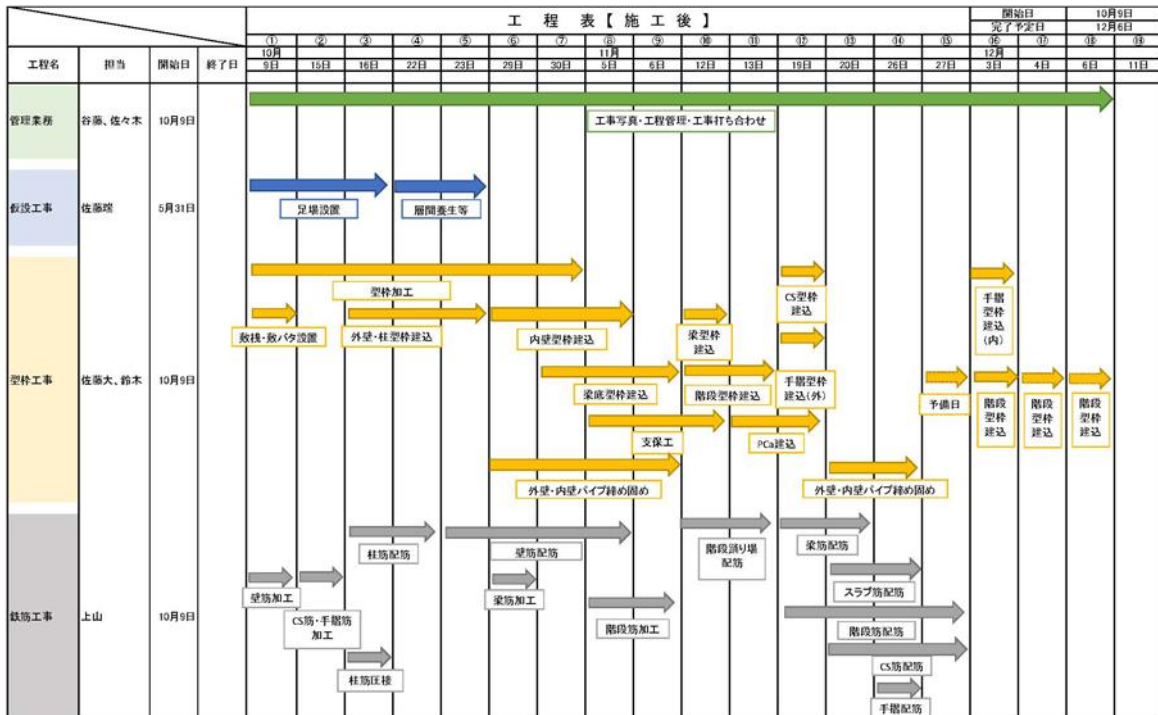 工程表【施工後】
開始日 10月9日
完了予定日 12月6日
① ② ③ ④ ⑤ ⑥ ⑦ ⑧ ⑨ ⑩ ⑪ ⑫ ⑬ ⑭ ⑮ ⑯ ⑰ ⑱ ⑲
10月 11月 12月
工程名 担当 開始日 終了日 9日 15日 16日 22日 23日 29日 30日 5日 6日 12日 13日 19日 20日 26日 27日 3日 4日 6日 11日
管理業務 谷藤、佐々木 10月9日
工事写真・工程管理・工事打ち合わせ
仮設工事 佐藤瑞 5月31日
足場設置
層間養生等
型枠工事 佐藤大、鈴木 10月9日
型枠加工
CS型枠
建込
手摺
型枠
建込
(内)
敷桟・敷バタ設置
外壁・柱型枠建込
内壁型枠建込
梁型枠
建込
梁底型枠建込
階段型枠建込
手摺型枠
建込(外)
予備日
階段
型枠
建込
階段
型枠
建込
階段
型枠
建込
支保工
PCa建込
外壁・内壁パイプ締め固め
外壁・内壁パイプ締め固め
鉄筋工事 上山 10月9日
柱筋配筋
壁筋配筋
階段踊り場
配筋
梁筋配筋
壁筋加工
CS筋・手摺筋
加工
梁筋加工
階段筋加工
スラブ筋配筋
階段筋配筋
柱筋圧接
CS筋配筋
手摺配筋